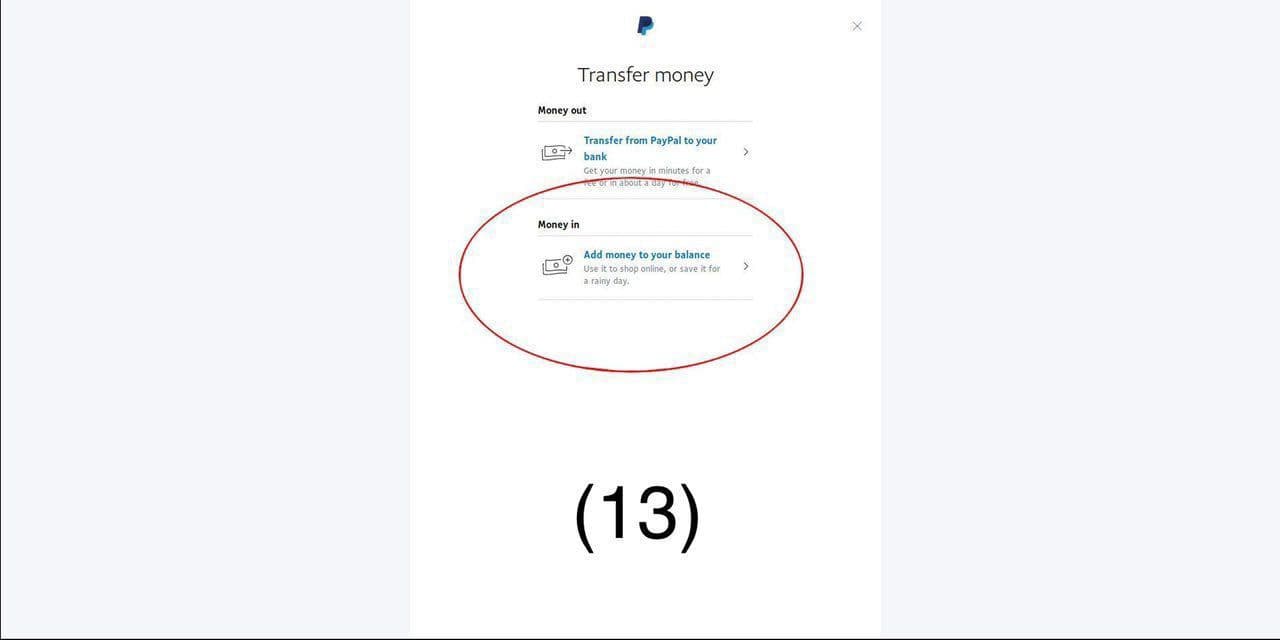 Transfer money
Money out
Transfer from PayPal to your
bank
Get your money in minutes for a
fee or in about a day for free.
Money in
Add money to your balance
Use it to shop online, or save it for
a rainy day.
(13)